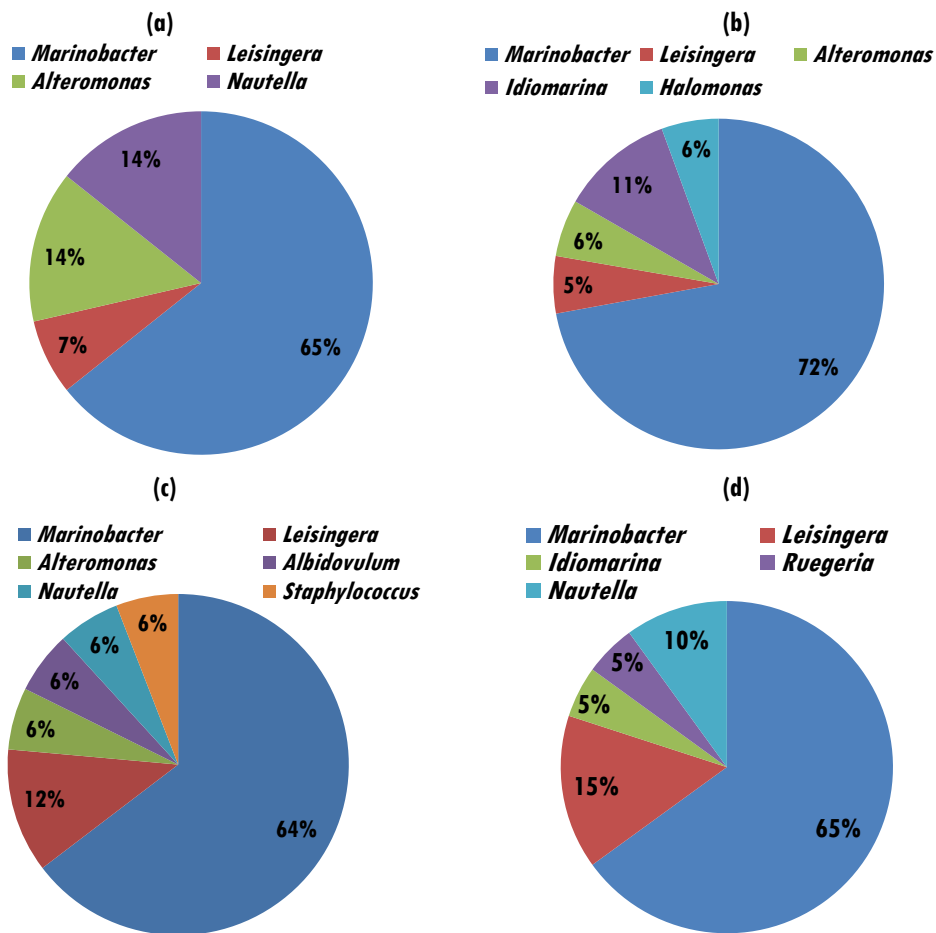 (a)
Marinobacter Leisingera
Alteromonas Nautella
14%
14%
7%
65%
(b)
Marinobacter Leisingera Alteromonas
Idiomarina Halomonas
6%
11%
6%
5%
72%
(c)
Marinobacter Leisingera
Alteromonas Albidovulum
Nautella Staphylococcus
6%
6%
6%
6%
12%
64%
(d)
Marinobacter Leisingera
Idiomarina Ruegeria
Nautella
10%
5%
5%
15%
65%